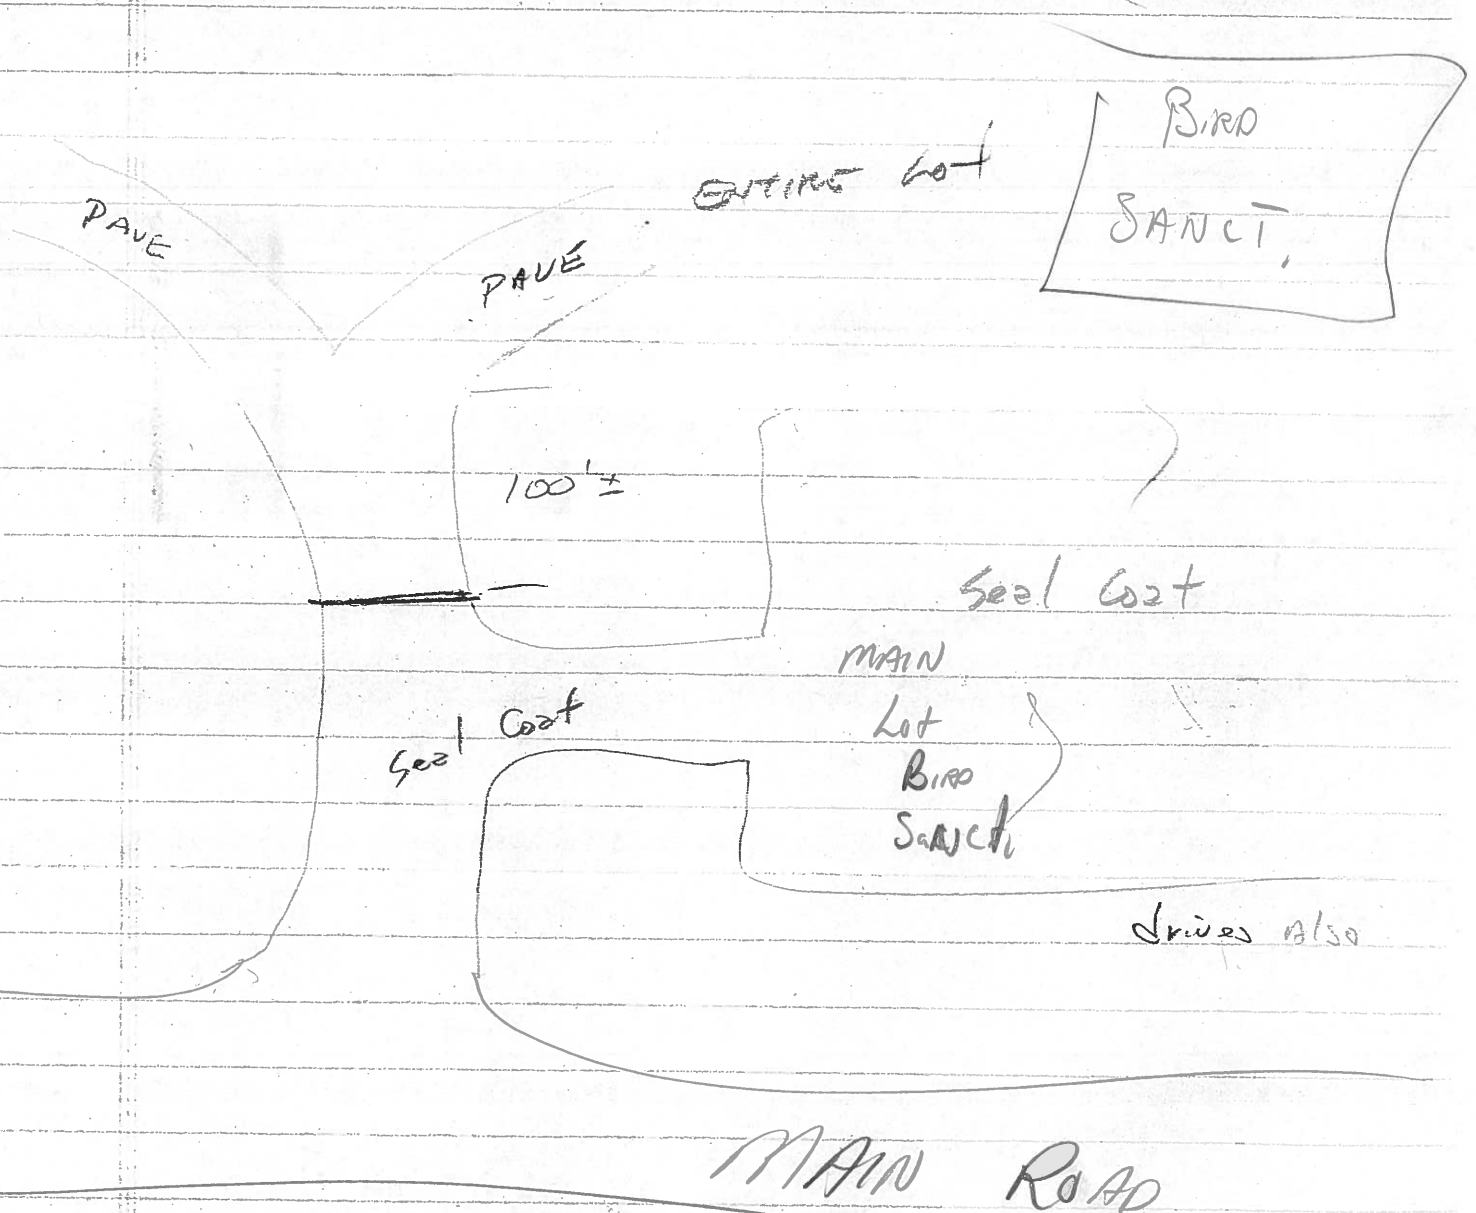 BIRD
SANCT.
ENTIRE Lot
PAVE
PAVE
100'±
Seal Coat
MAIN
Lot
BIRD
SANCT.
Seal Coat
drives Also
MAIN ROAD